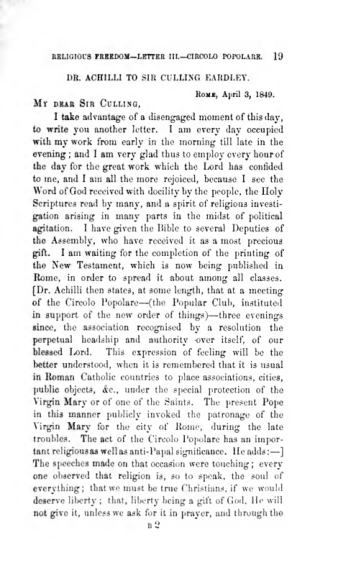 RELIGIOUS FREEDOM—LETTER III.—CIRCOLO POPOLARE. 19
DR. ACHILLI TO SIR CULLING EARDLEY.
ROME, April 3, 1849.
MY DEAR SIR CULLING,
I take advantage of a disengaged moment of this day,
to write you another letter. I am every day occupied
with my work from early in the morning till late in the
evening; and I am very glad thus to employ every hour of
the day for the great work which the Lord has confided
to me, and I am all the more rejoiced, because I see the
Word of God received with docility by the people, the Holy
Scriptures read by many, and a spirit of religious investi-
gation arising in many parts in the midst of political
agitation. I have given the Bible to several Deputies of
the Assembly, who have received it as a most precious
gift. I am waiting for the completion of the printing of
the New Testament, which is now being published in
Rome, in order to spread it about among all classes.
[Dr. Achilli then states, at some length, that at a meeting
of the Circolo Popolare—(the Popular Club, instituted
in support of the new order of things)—three evenings
since, the association recognised by a resolution the
perpetual headship and authority over itself, of our
blessed Lord. This expression of feeling will be the
better understood, when it is remembered that it is usual
in Roman Catholic countries to place associations, cities,
public objects, &c., under the special protection of the
Virgin Mary or of one of the Saints. The present Pope
in this manner publicly invoked the patronage of the
Virgin Mary for the city of Rome, during the late
troubles. The act of the Circolo Popolare has an impor-
tant religious as well as anti-Papal significance. He adds:—]
The speeches made on that occasion were touching; every
one observed that religion is, so to speak, the soul of
everything; that we must be true Christians, if we would
deserve liberty; that, liberty being a gift of God, He will
not give it, unless we ask for it in prayer, and through the
B 2